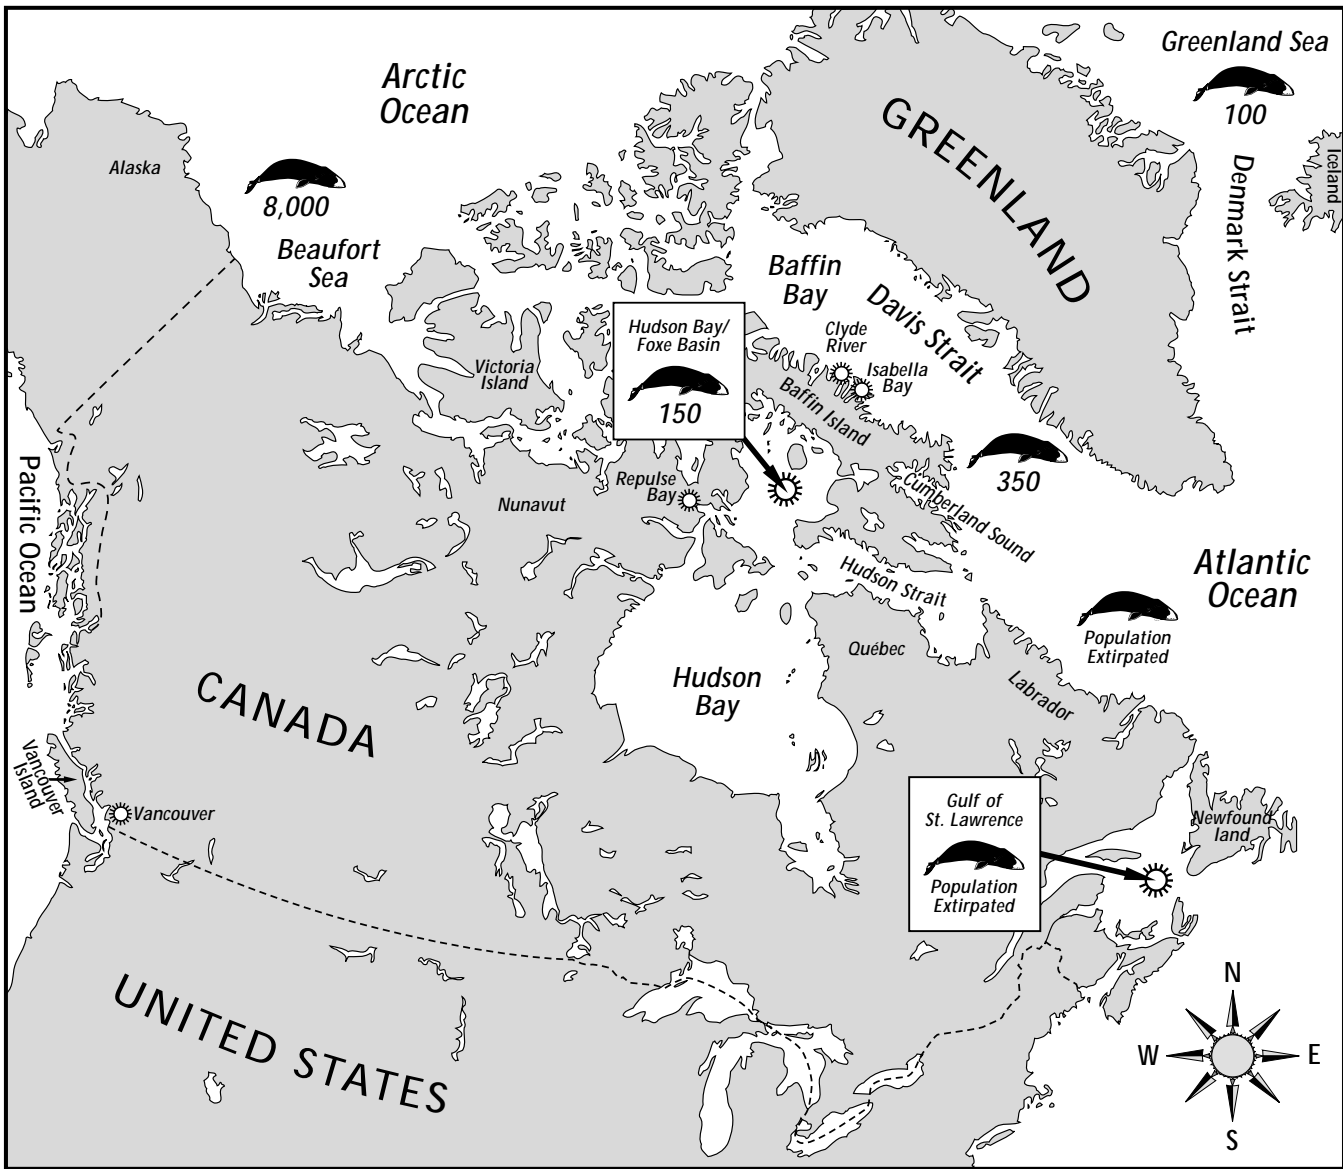 Greenland Sea
100
Arctic
Ocean
GREENLAND
Iceland
Denmark Strait
Alaska
8,000
Beaufort
Sea
Baffin
Bay
Davis Strait
Hudson Bay/
Foxe Basin
150
Clyde
River
Isabella
Bay
Victoria
Island
Baffin Island
350
Cumberland Sound
Repulse
Bay
Nunavut
Pacific Ocean
Hudson Strait
Atlantic
Ocean
Population
Extirpated
Québec
Hudson
Bay
Labrador
CANADA
Vancouver
Island
Vancouver
Gulf of
St. Lawrence
Population
Extirpated
Newfound
land
UNITED STATES
N
W
E
S